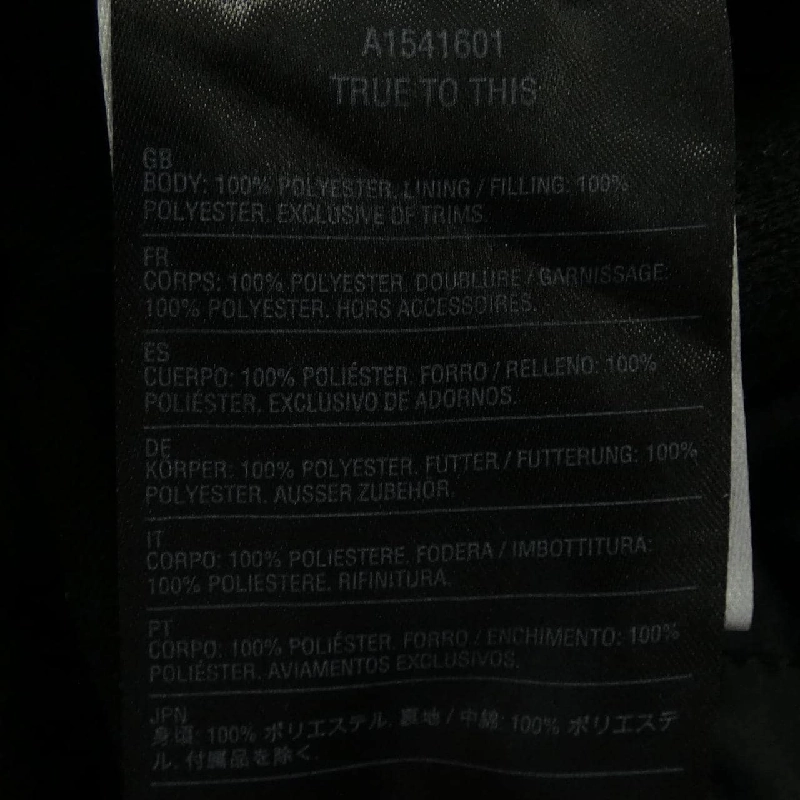 A1541601
TRUE TO THIS
GB
BODY: 100% POLYESTER. LINING / FILLING: 100%
POLYESTER. EXCLUSIVE OF TRIMS.
FR
CORPS: 100% POLYESTER. DOUBLURE / GARNISSAGE:
100% POLYESTER. HORS ACCESSOIRES.
ES
CUERPO: 100% POLIÉSTER. FORRO / RELLENO: 100%
POLIÉSTER. EXCLUSIVO DE ADORNOS.
DE
KÖRPER: 100% POLYESTER. FUTTER / FUTTERUNG: 100%
POLYESTER. AUSSER ZUBEHÖR.
IT
CORPO: 100% POLIESTERE. FODERA / IMBOTTITURA:
100% POLIESTERE. RIFINITURA.
PT
CORPO: 100% POLIÉSTER. FORRO / ENCHIMENTO: 100%
POLIÉSTER. AVIAMENTOS EXCLUSIVOS.
JPN
身頃: 100% ポリエステル. 裏地 / 中綿: 100% ポリエステ
ル. 付属品を除く.